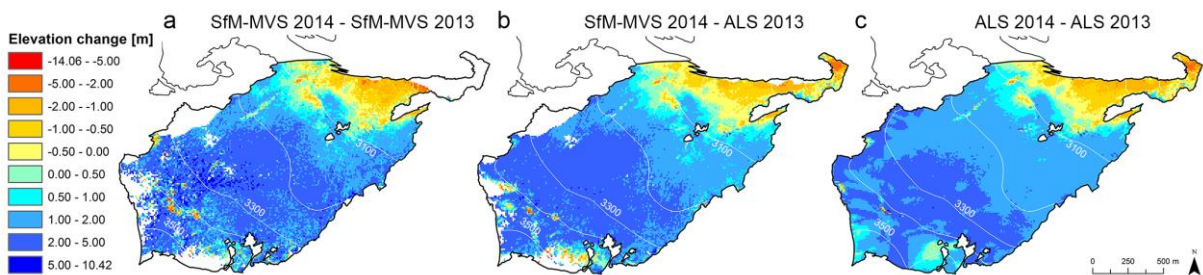 a SfM-MVS 2014 - SfM-MVS 2013
b SfM-MVS 2014 - ALS 2013
c ALS 2014 - ALS 2013
Elevation change [m]
-14.06 - -5.00
-5.00 - -2.00
-2.00 - -1.00
-1.00 - -0.50
-0.50 - 0.00
0.00 - 0.50
0.50 - 1.00
1.00 - 2.00
2.00 - 5.00
5.00 - 10.42
3100
3300
3500
3100
3300
3500
3100
3300
3500
0 250 500 m
N